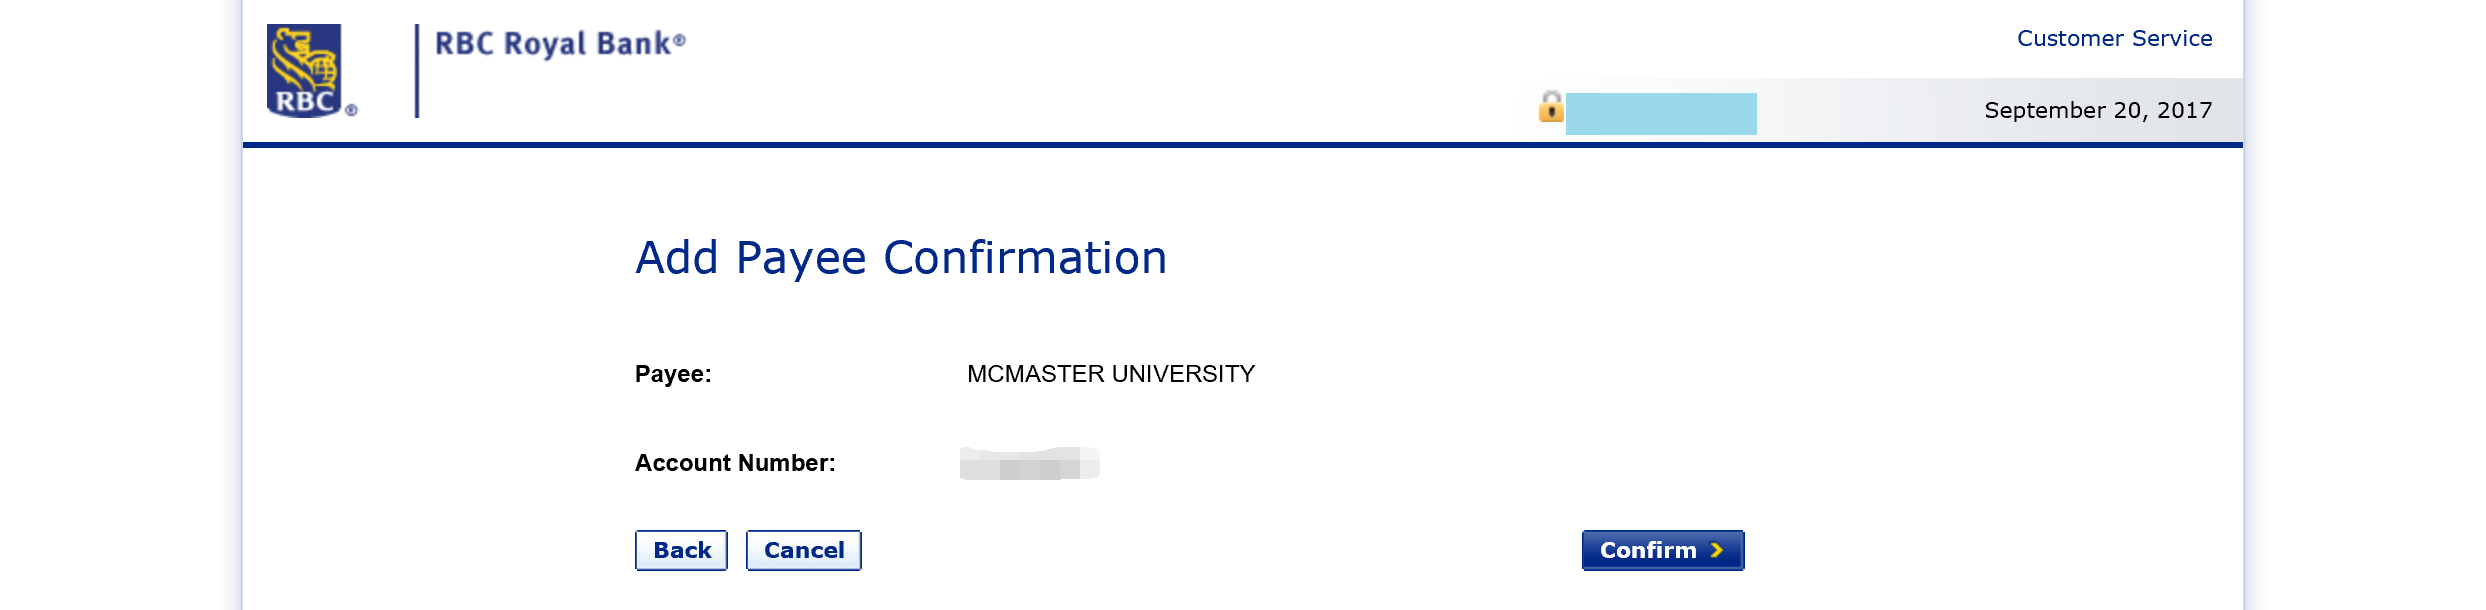 RBC ®
RBC Royal Bank®
Customer Service
September 20, 2017
Add Payee Confirmation
Payee: MCMASTER UNIVERSITY
Account Number:
Back Cancel Confirm